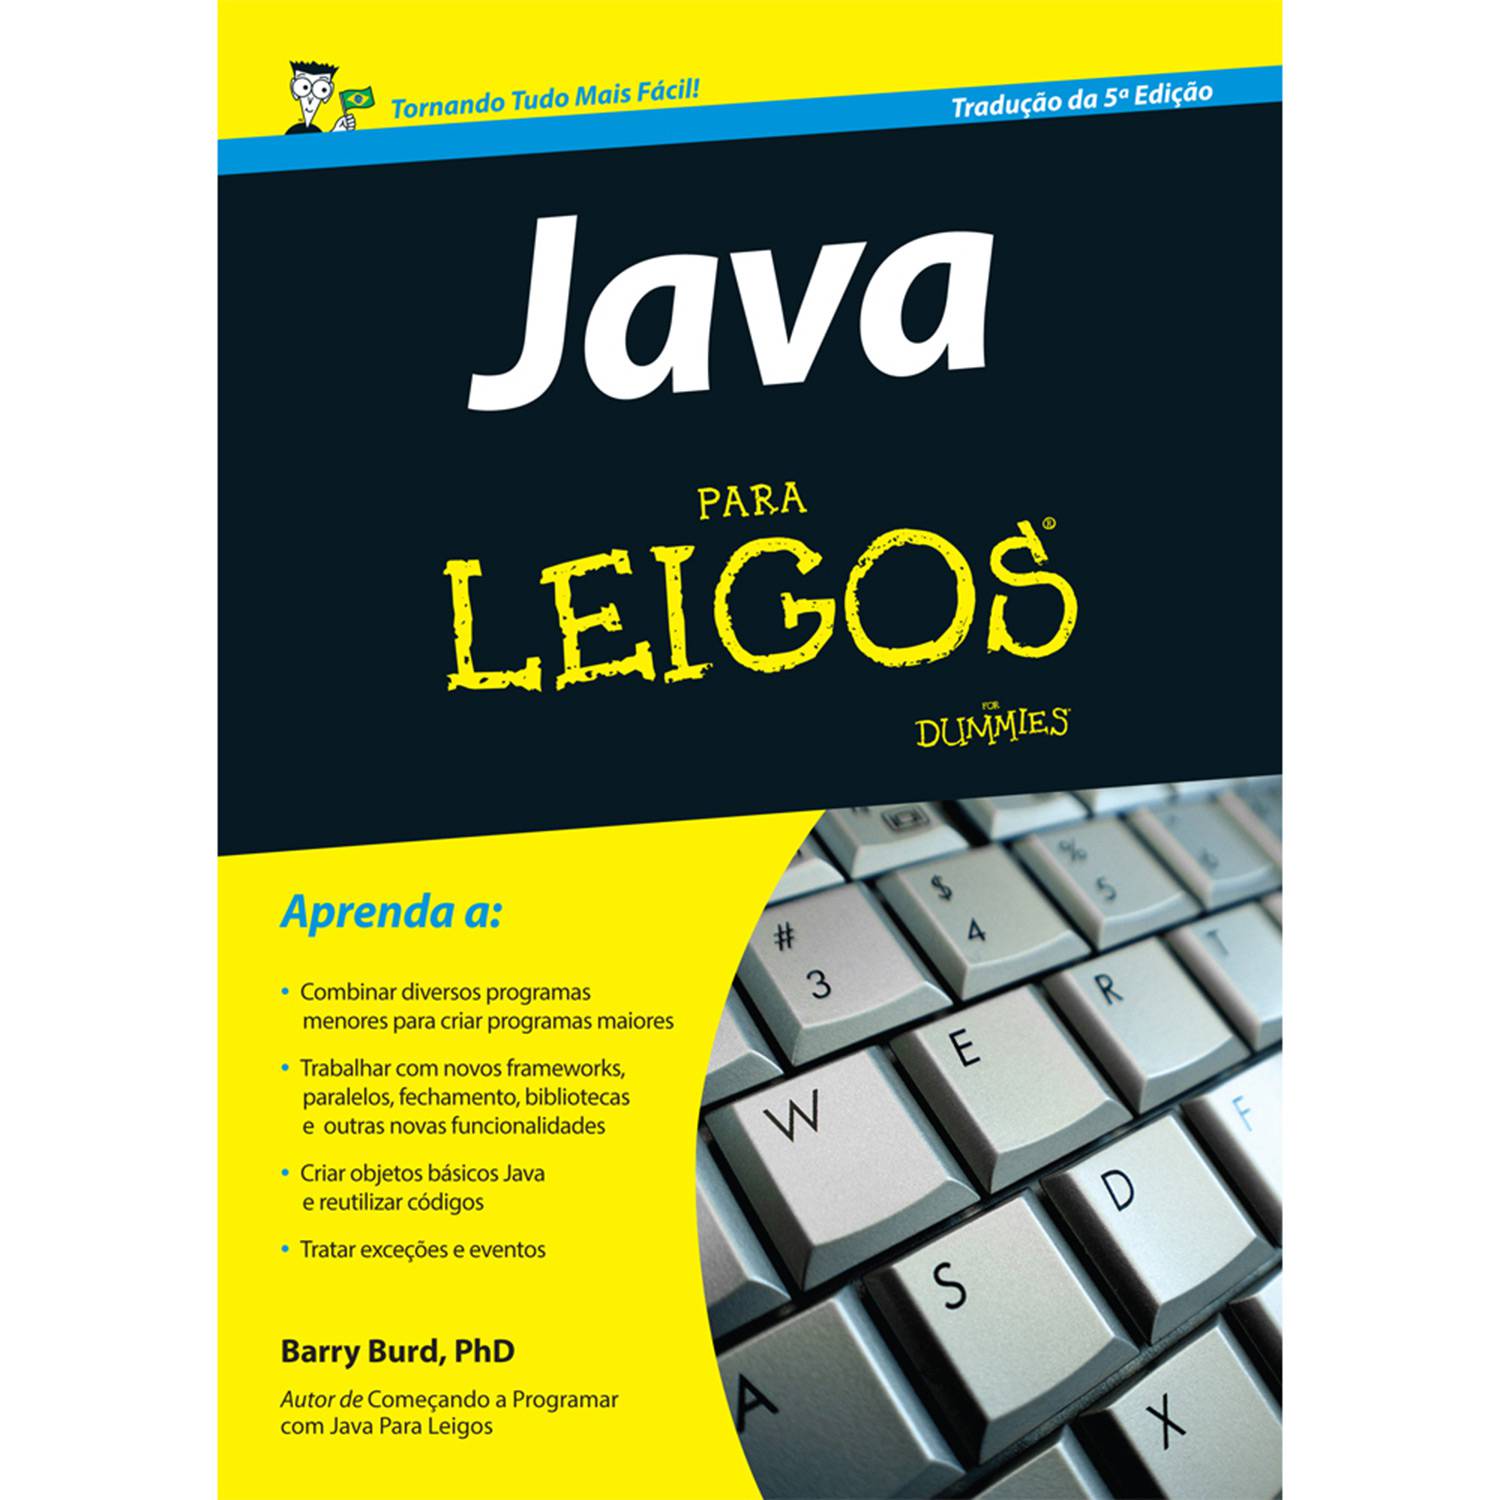 Tornando Tudo Mais Fácil!
Tradução da 5ª Edição
Java
PARA
LEIGOS®
FOR
DUMMIES
Aprenda a:
• Combinar diversos programas
menores para criar programas maiores
• Trabalhar com novos frameworks,
paralelos, fechamento, bibliotecas
e outras novas funcionalidades
• Criar objetos básicos Java
e reutilizar códigos
• Tratar exceções e eventos
Barry Burd, PhD
Autor de Começando a Programar
com Java Para Leigos
% 5
$ 4
# 3
T
R
E
W
F
D
S
A
X